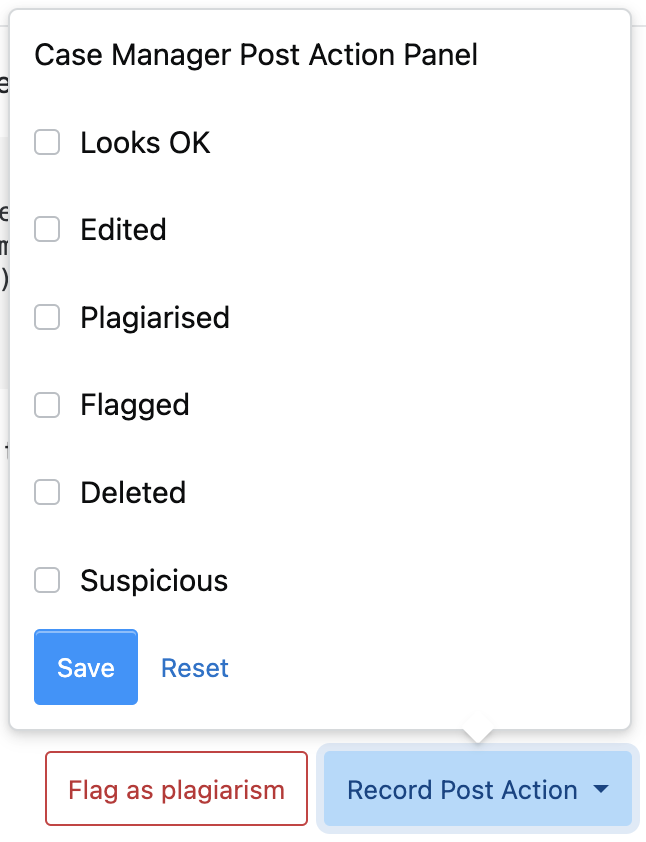 Case Manager Post Action Panel
Looks OK
Edited
Plagiarised
Flagged
Deleted
Suspicious
Save Reset
Flag as plagiarism Record Post Action